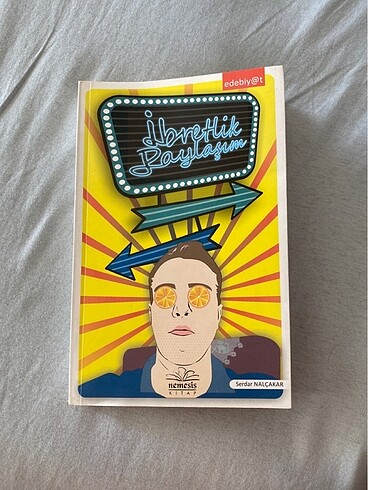 edebiy@t
İbretlik
Paylaşım
nemesis
KİTAP
Serdar NALÇAKAR